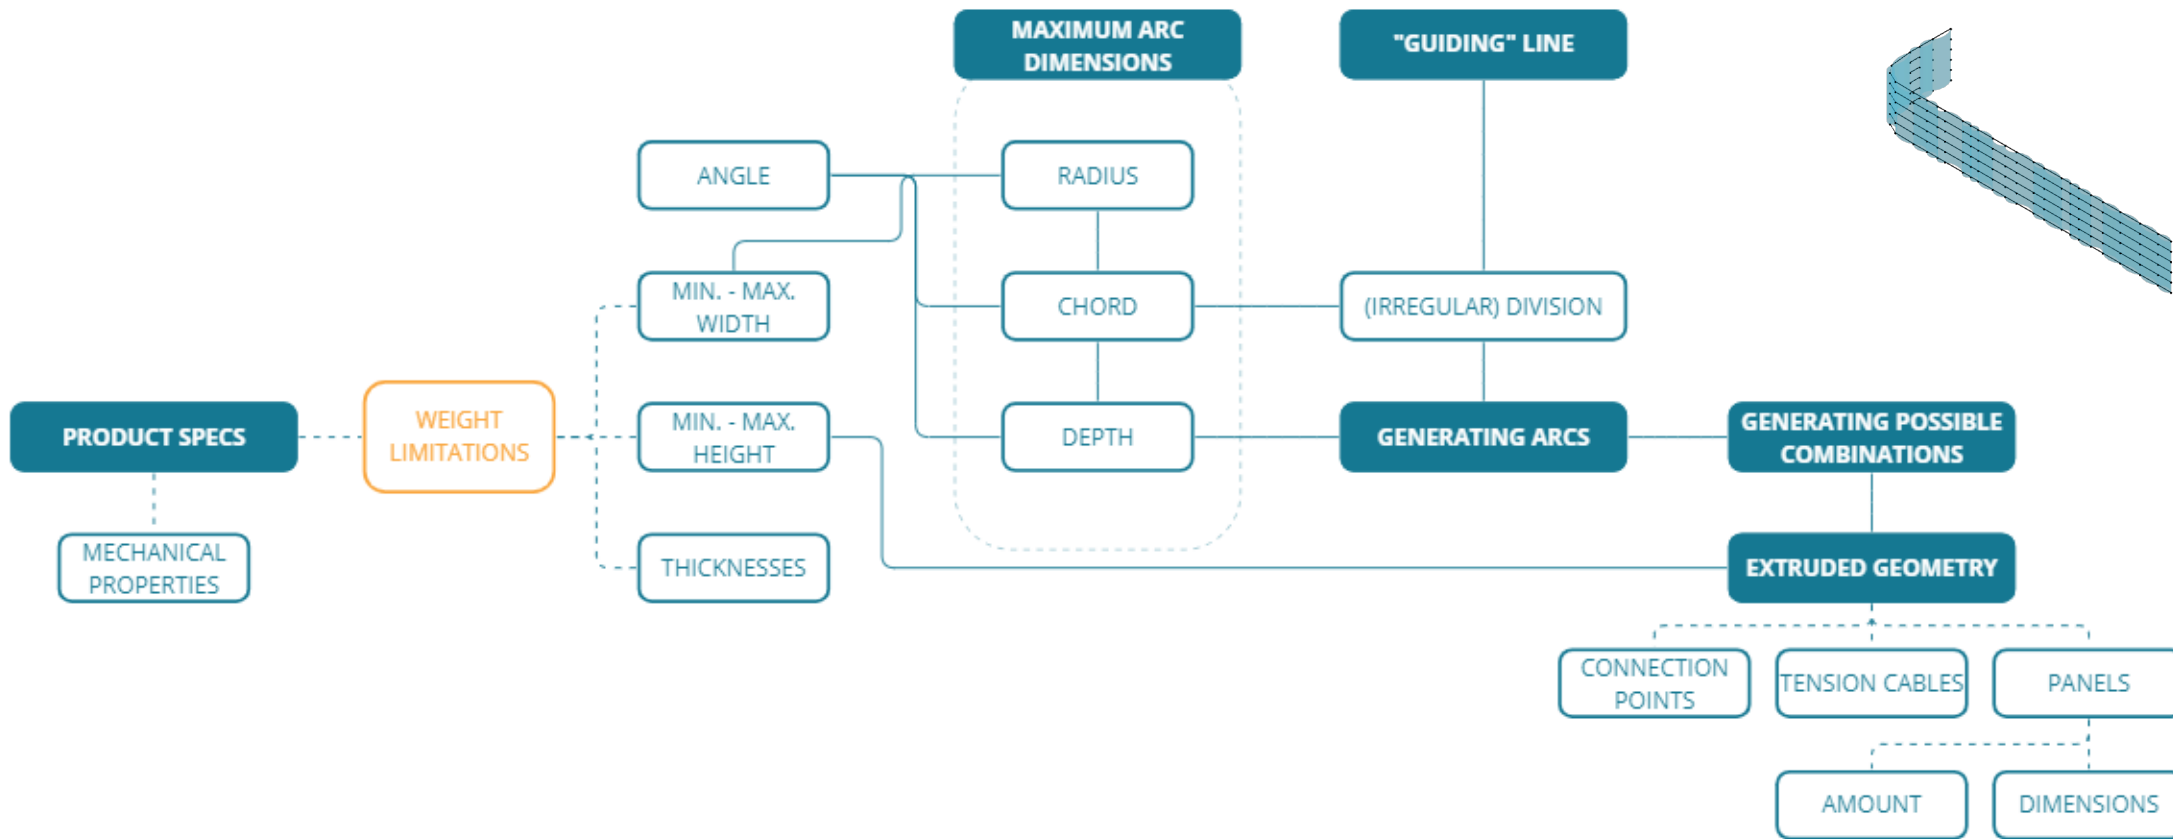 MAXIMUM ARC
DIMENSIONS
"GUIDING" LINE
ANGLE
RADIUS
MIN. - MAX.
WIDTH
CHORD
(IRREGULAR) DIVISION
PRODUCT SPECS
WEIGHT
LIMITATIONS
MIN. - MAX.
HEIGHT
DEPTH
GENERATING ARCS
GENERATING POSSIBLE
COMBINATIONS
MECHANICAL
PROPERTIES
THICKNESSES
EXTRUDED GEOMETRY
CONNECTION
POINTS
TENSION CABLES
PANELS
AMOUNT
DIMENSIONS